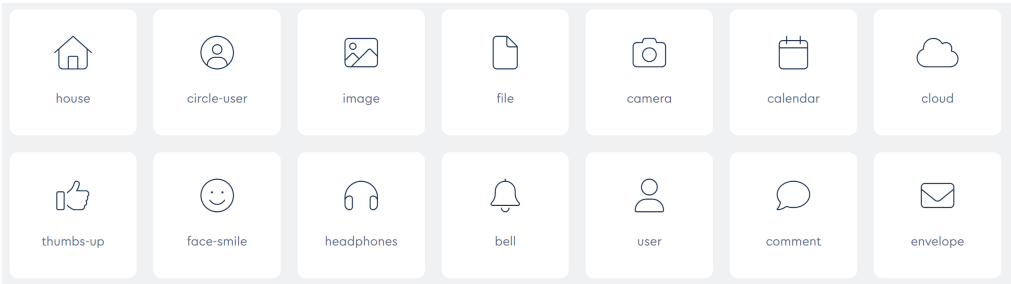 house
circle-user
image
file
camera
calendar
cloud
thumbs-up
face-smile
headphones
bell
user
comment
envelope